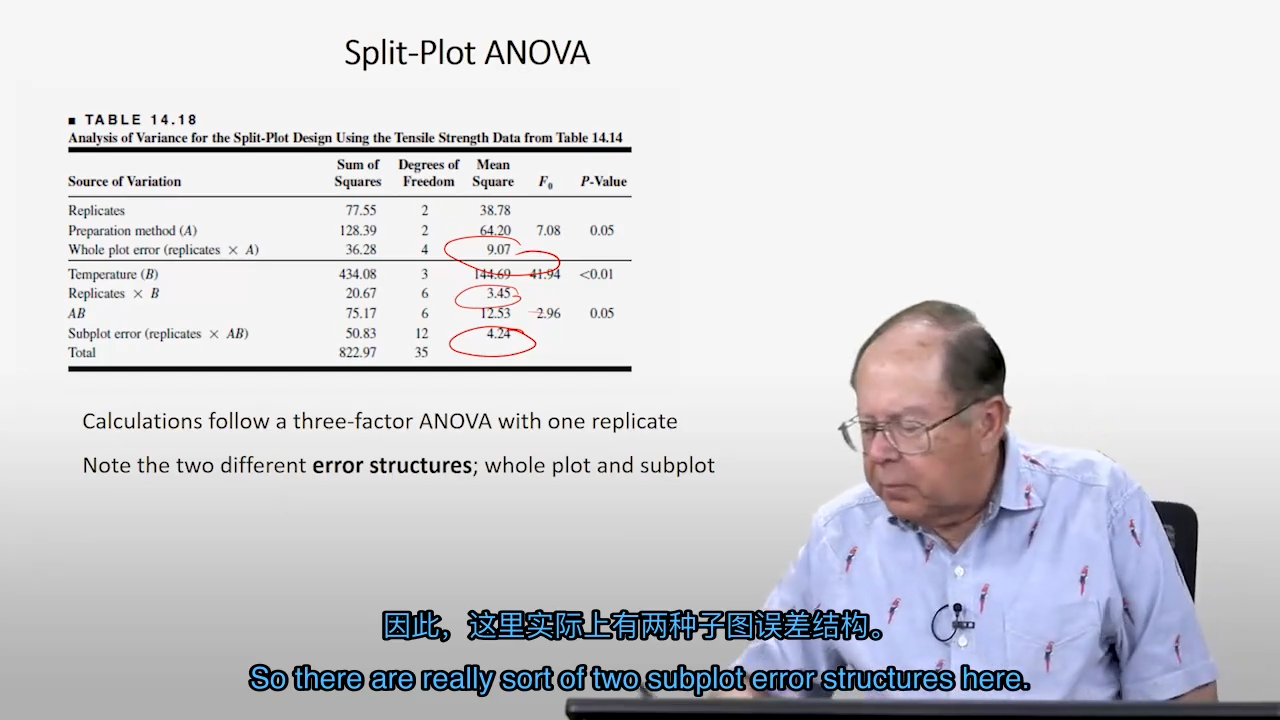 Split-Plot ANOVA
■ TABLE 14.18
Analysis of Variance for the Split-Plot Design Using the Tensile Strength Data from Table 14.14
Source of Variation Sum of Squares Degrees of Freedom Mean Square F0 P-Value
Replicates 77.55 2 38.78
Preparation method (A) 128.39 2 64.20 7.08 0.05
Whole plot error (replicates × A) 36.28 4 9.07
Temperature (B) 434.08 3 144.69 41.94 <0.01
Replicates × B 20.67 6 3.45
AB 75.17 6 12.53 2.96 0.05
Subplot error (replicates × AB) 50.83 12 4.24
Total 822.97 35
Calculations follow a three-factor ANOVA with one replicate
Note the two different error structures; whole plot and subplot
因此，这里实际上有两种子图误差结构。
So there are really sort of two subplot error structures here.